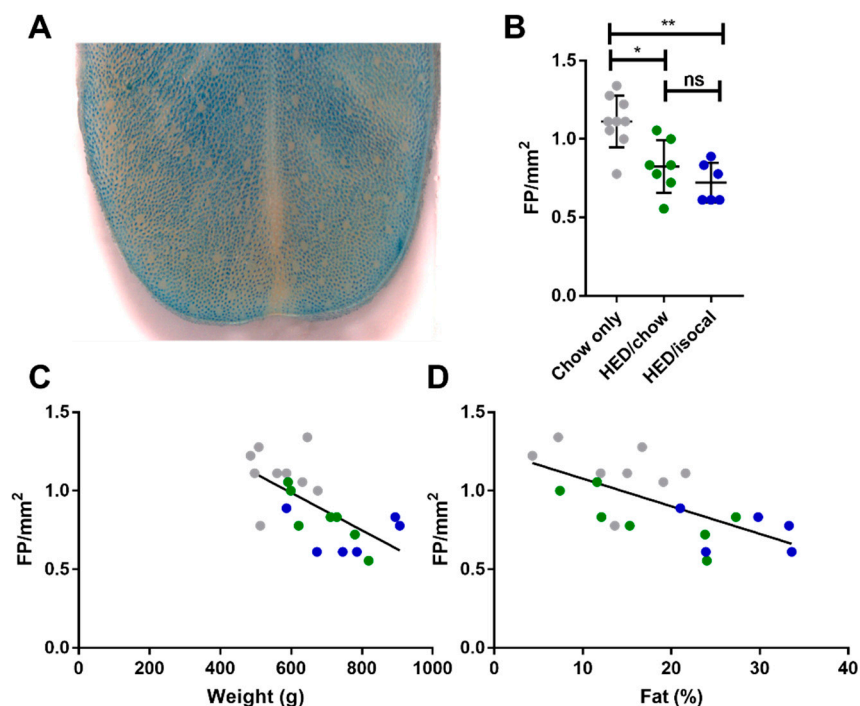 A
B
**
*
ns
1.5
1.0
0.5
0.0
FP/mm²
Chow only
HED/chow
HED/isocal
C
1.5
1.0
0.5
0.0
FP/mm²
0 200 400 600 800 1000
Weight (g)
D
1.5
1.0
0.5
0.0
FP/mm²
0 10 20 30 40
Fat (%)